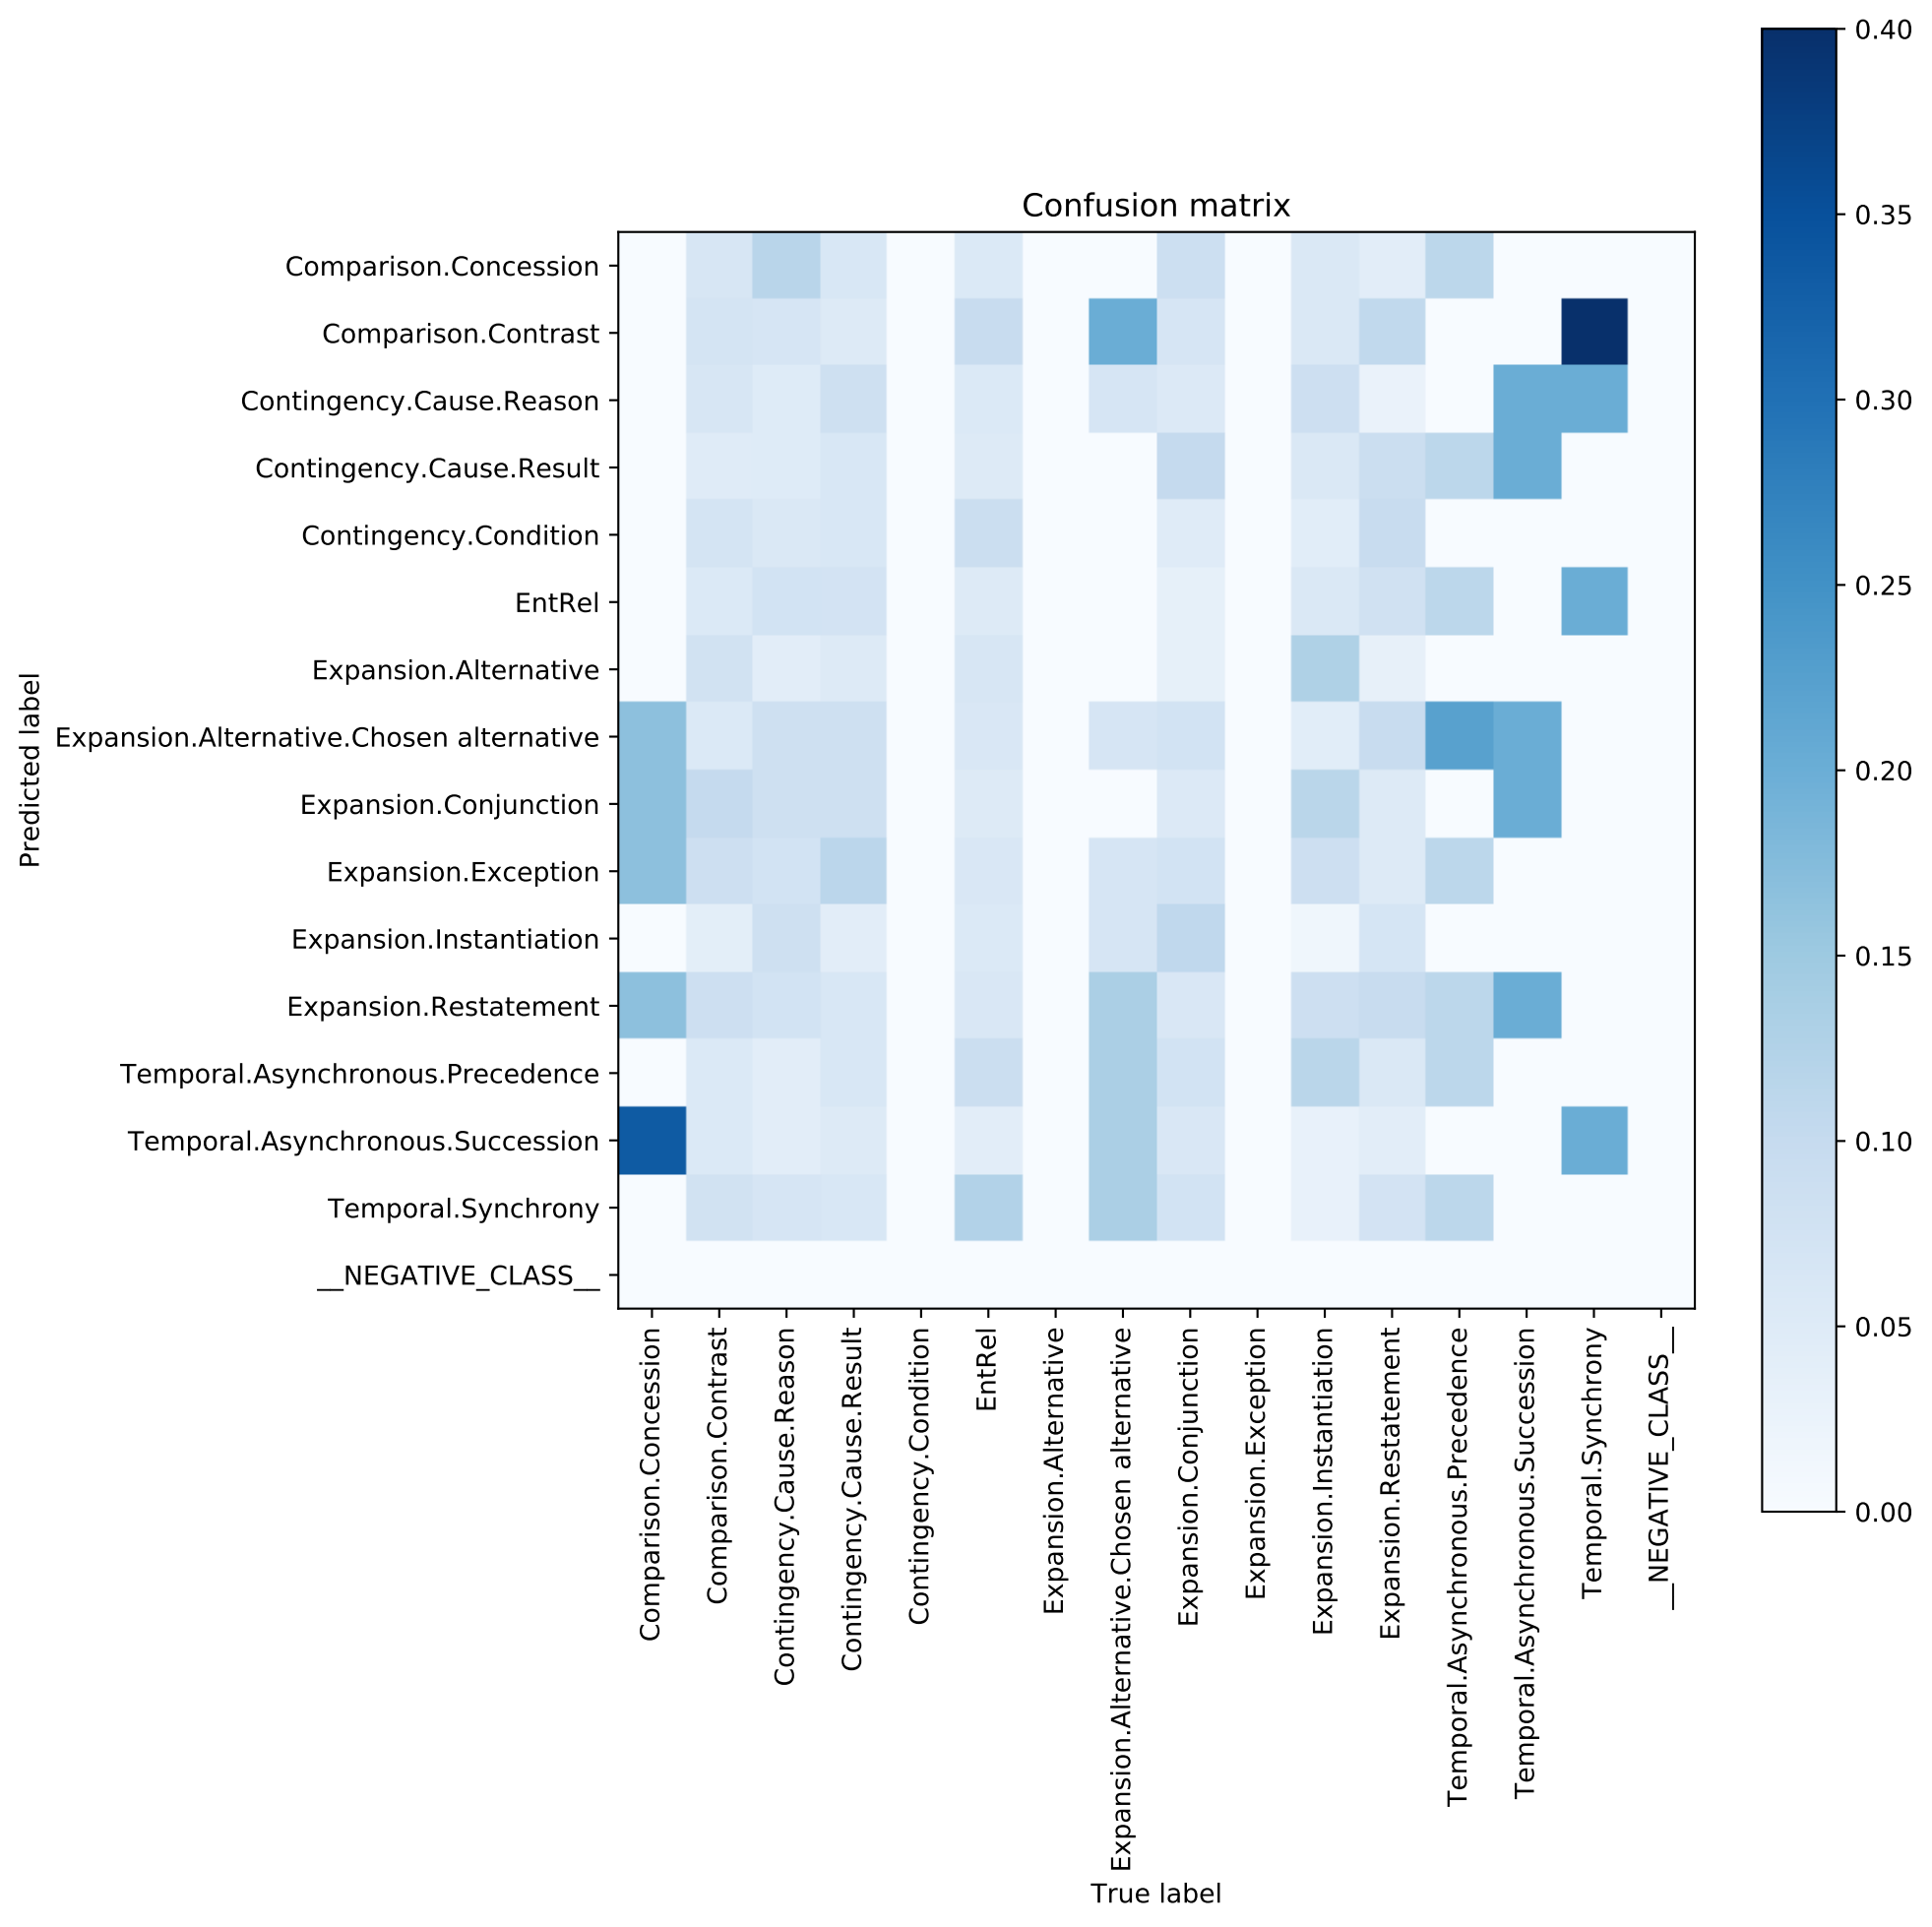 Confusion matrix
Predicted label
Comparison.Concession
Comparison.Contrast
Contingency.Cause.Reason
Contingency.Cause.Result
Contingency.Condition
EntRel
Expansion.Alternative
Expansion.Alternative.Chosen alternative
Expansion.Conjunction
Expansion.Exception
Expansion.Instantiation
Expansion.Restatement
Temporal.Asynchronous.Precedence
Temporal.Asynchronous.Succession
Temporal.Synchrony
__NEGATIVE_CLASS__
Comparison.Concession
Comparison.Contrast
Contingency.Cause.Reason
Contingency.Cause.Result
Contingency.Condition
EntRel
Expansion.Alternative
Expansion.Alternative.Chosen alternative
Expansion.Conjunction
Expansion.Exception
Expansion.Instantiation
Expansion.Restatement
Temporal.Asynchronous.Precedence
Temporal.Asynchronous.Succession
Temporal.Synchrony
__NEGATIVE_CLASS__
True label
0.40
0.35
0.30
0.25
0.20
0.15
0.10
0.05
0.00